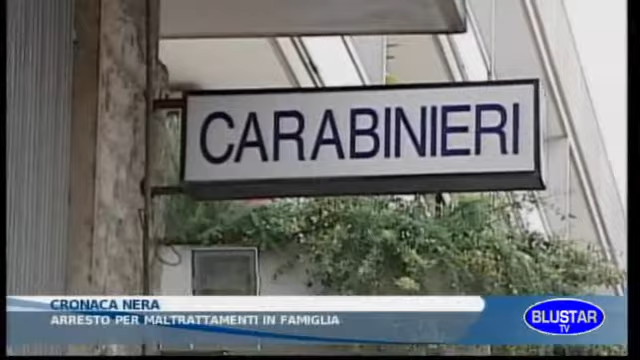 CARABINIERI
CRONACA NERA
ARRESTO PER MALTRATTAMENTI IN FAMIGLIA
BLUSTAR
TV